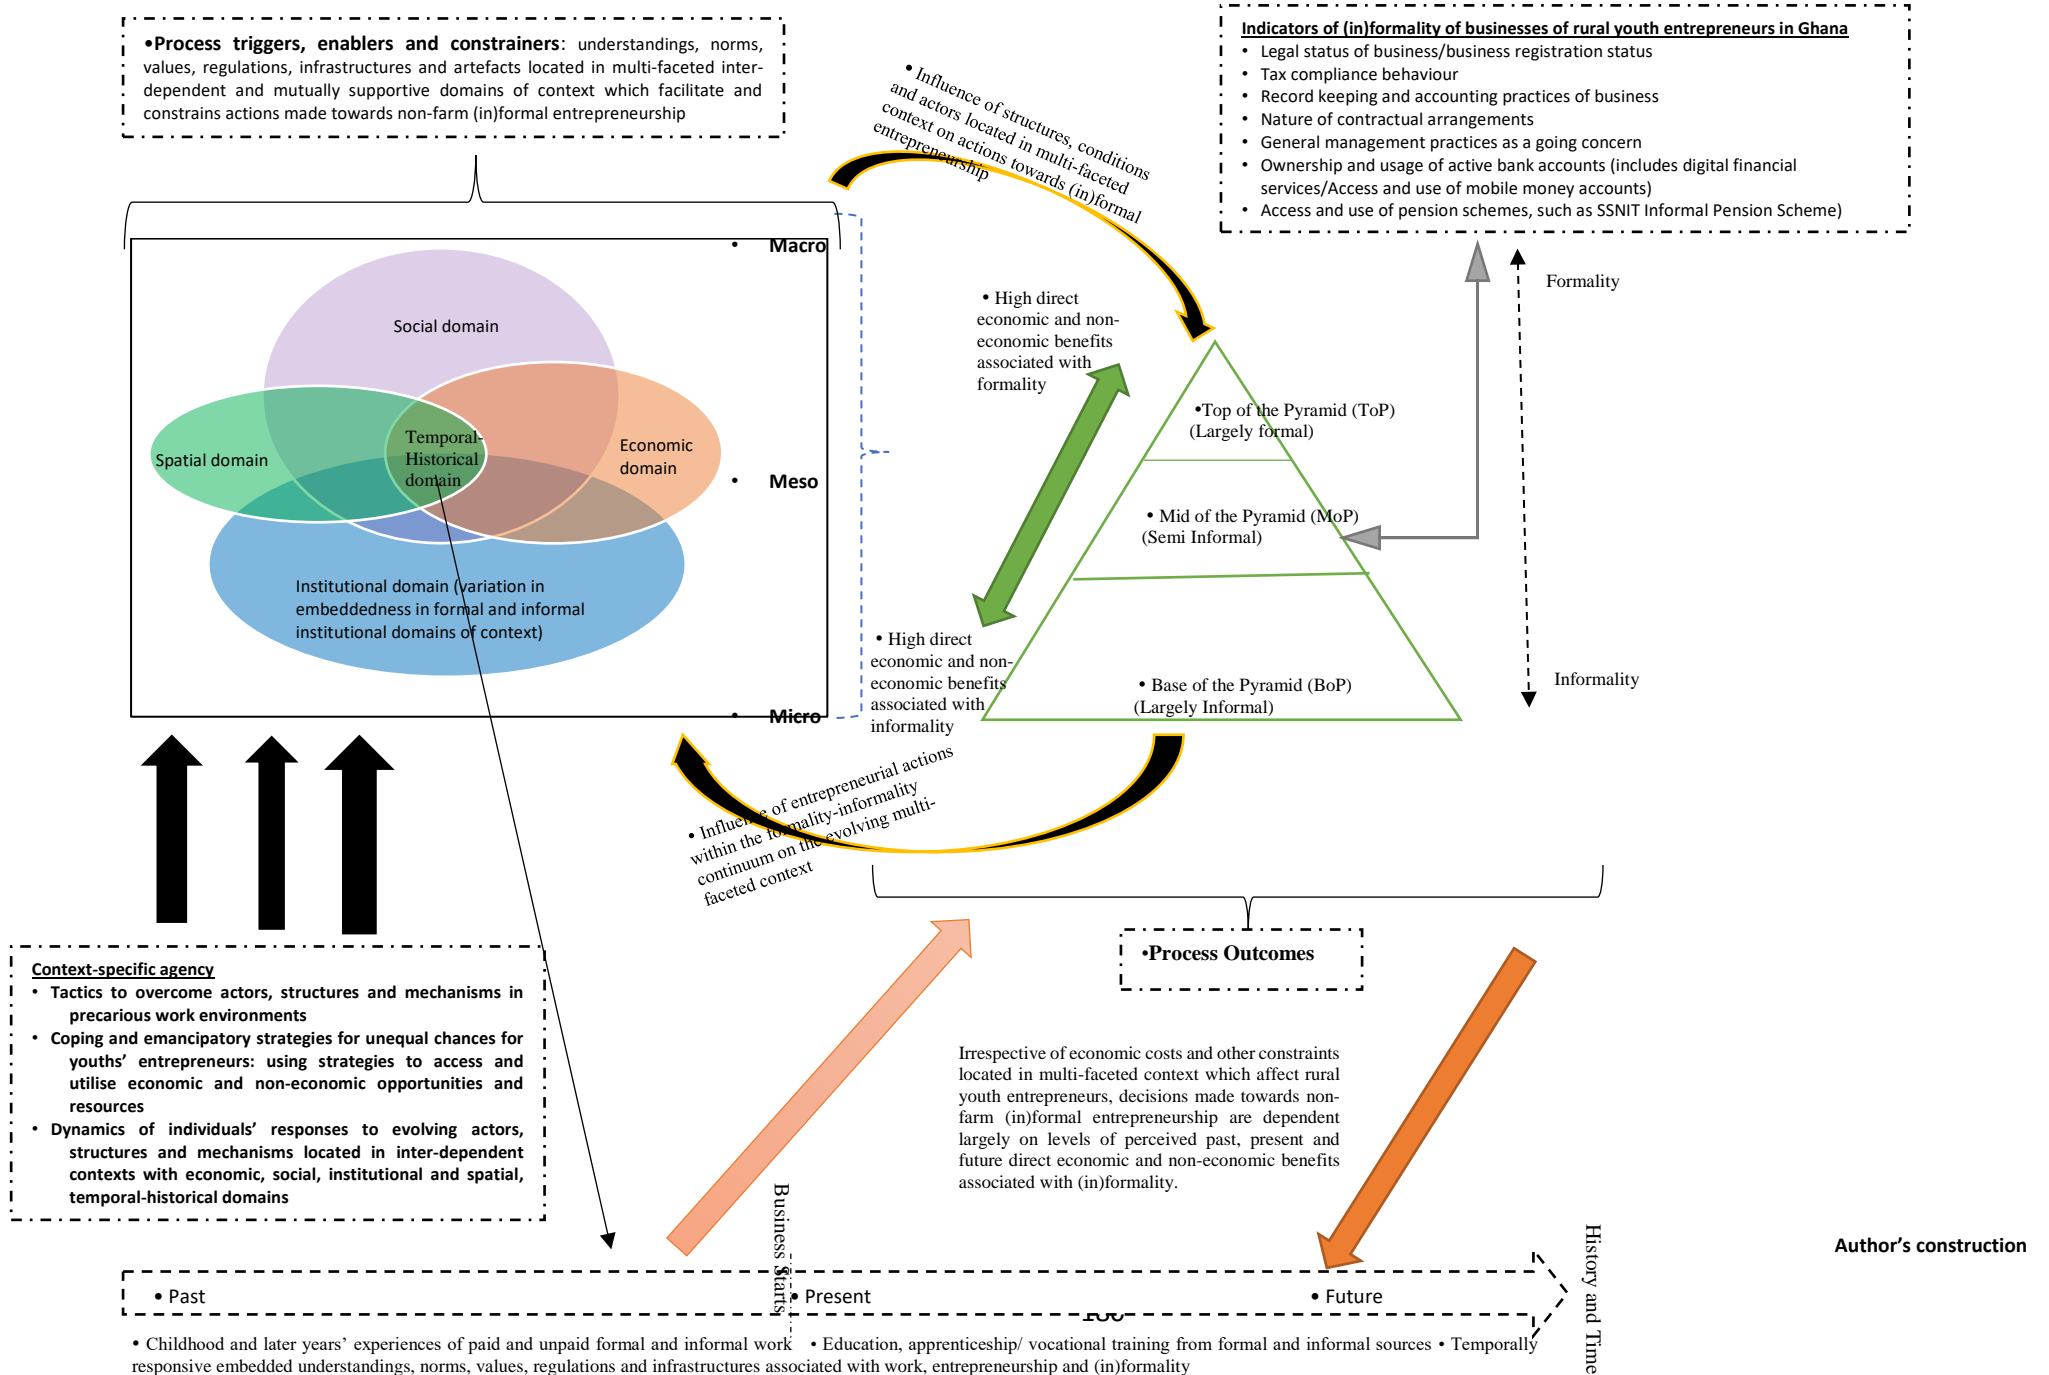 •Process triggers, enablers and constrainers: understandings, norms,
values, regulations, infrastructures and artefacts located in multi-faceted inter-
dependent and mutually supportive domains of context which facilitate and
constrains actions made towards non-farm (in)formal entrepreneurship
• Influence of structures, conditions
and actors located in multi-faceted
context on actions towards (in)formal
entrepreneurship
Indicators of (in)formality of businesses of rural youth entrepreneurs in Ghana
• Legal status of business/business registration status
• Tax compliance behaviour
• Record keeping and accounting practices of business
• Nature of contractual arrangements
• General management practices as a going concern
• Ownership and usage of active bank accounts (includes digital financial
services/Access and use of mobile money accounts)
• Access and use of pension schemes, such as SSNIT Informal Pension Scheme)
• Macro
• Meso
• Micro
Social domain
Spatial domain
Temporal-
Historical
domain
Economic
domain
Institutional domain (variation in
embeddedness in formal and informal
institutional domains of context)
• High direct
economic and non-
economic benefits
associated with
formality
• High direct
economic and non-
economic benefits
associated with
informality
•Top of the Pyramid (ToP)
(Largely formal)
• Mid of the Pyramid (MoP)
(Semi Informal)
• Base of the Pyramid (BoP)
(Largely Informal)
Formality
Informality
• Influence of entrepreneurial actions
within the formality-informality
continuum on the evolving multi-
faceted context
Context-specific agency
• Tactics to overcome actors, structures and mechanisms in
precarious work environments
• Coping and emancipatory strategies for unequal chances for
youths’ entrepreneurs: using strategies to access and
utilise economic and non-economic opportunities and
resources
• Dynamics of individuals’ responses to evolving actors,
structures and mechanisms located in inter-dependent
contexts with economic, social, institutional and spatial,
temporal-historical domains
•Process Outcomes
Irrespective of economic costs and other constraints
located in multi-faceted context which affect rural
youth entrepreneurs, decisions made towards non-
farm (in)formal entrepreneurship are dependent
largely on levels of perceived past, present and
future direct economic and non-economic benefits
associated with (in)formality.
Business Starts
History and Time
Author’s construction
• Past
• Present
• Future
• Childhood and later years’ experiences of paid and unpaid formal and informal work • Education, apprenticeship/ vocational training from formal and informal sources • Temporally
responsive embedded understandings, norms, values, regulations and infrastructures associated with work, entrepreneurship and (in)formality